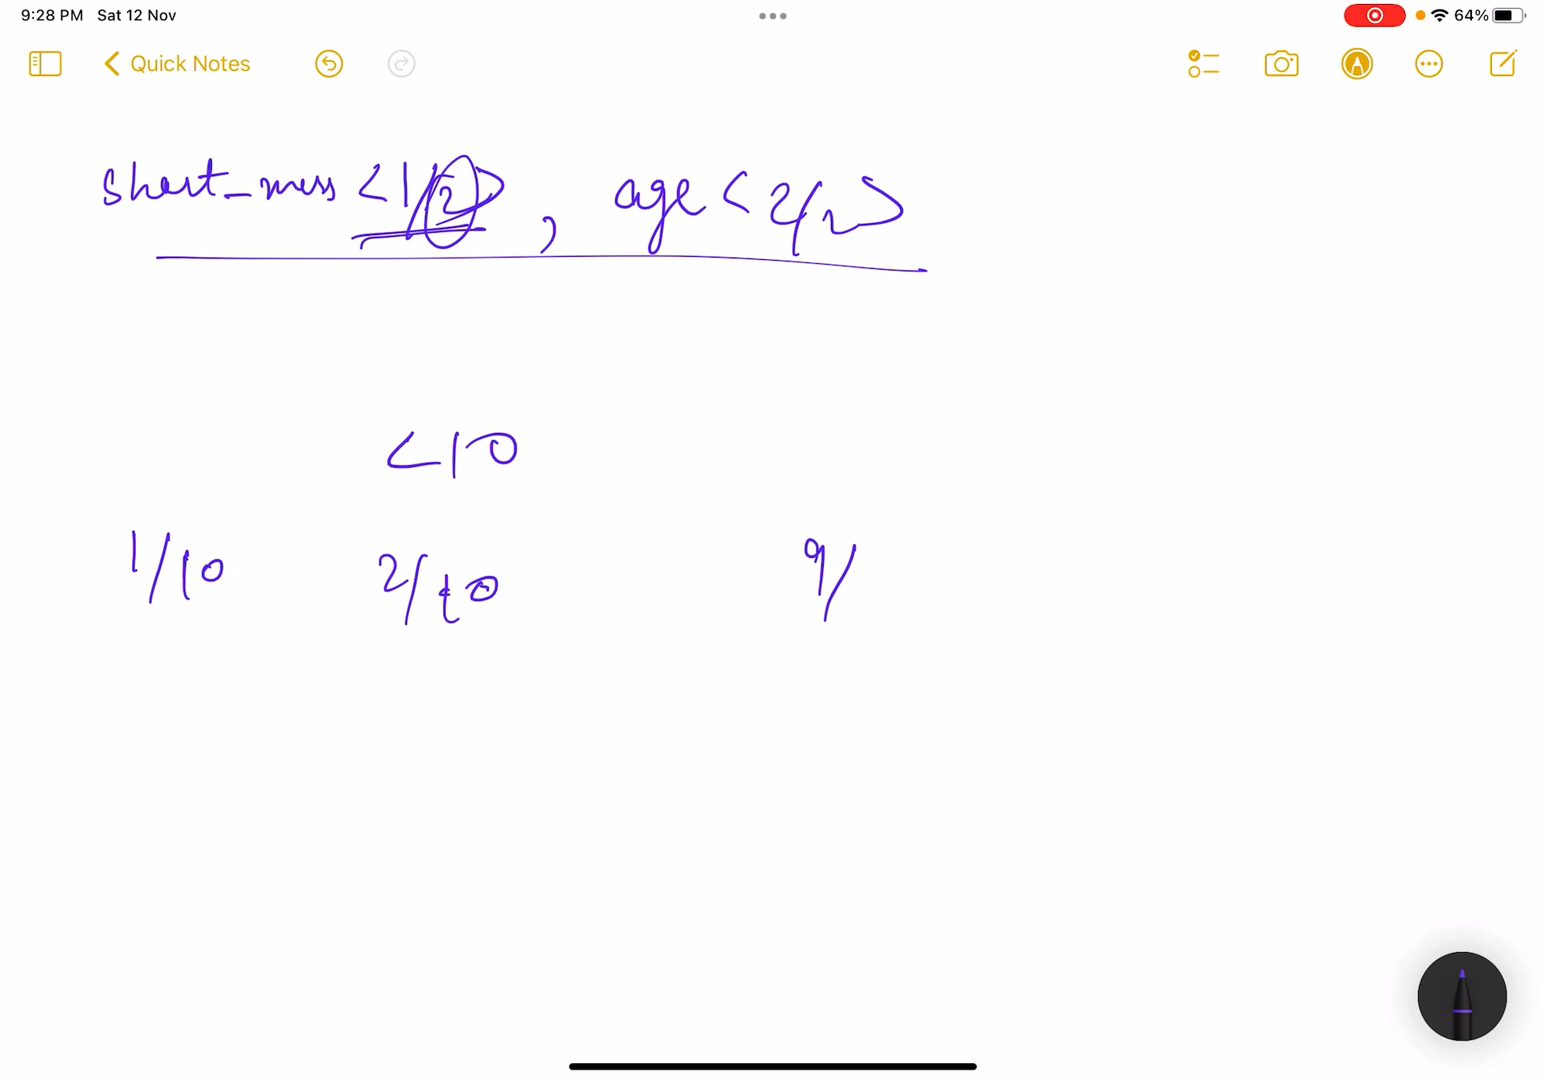 9:28 PM Sat 12 Nov
64%
Quick Notes
short_mess <1/2>, age <2/2>
<10
1/10 2/10 9/